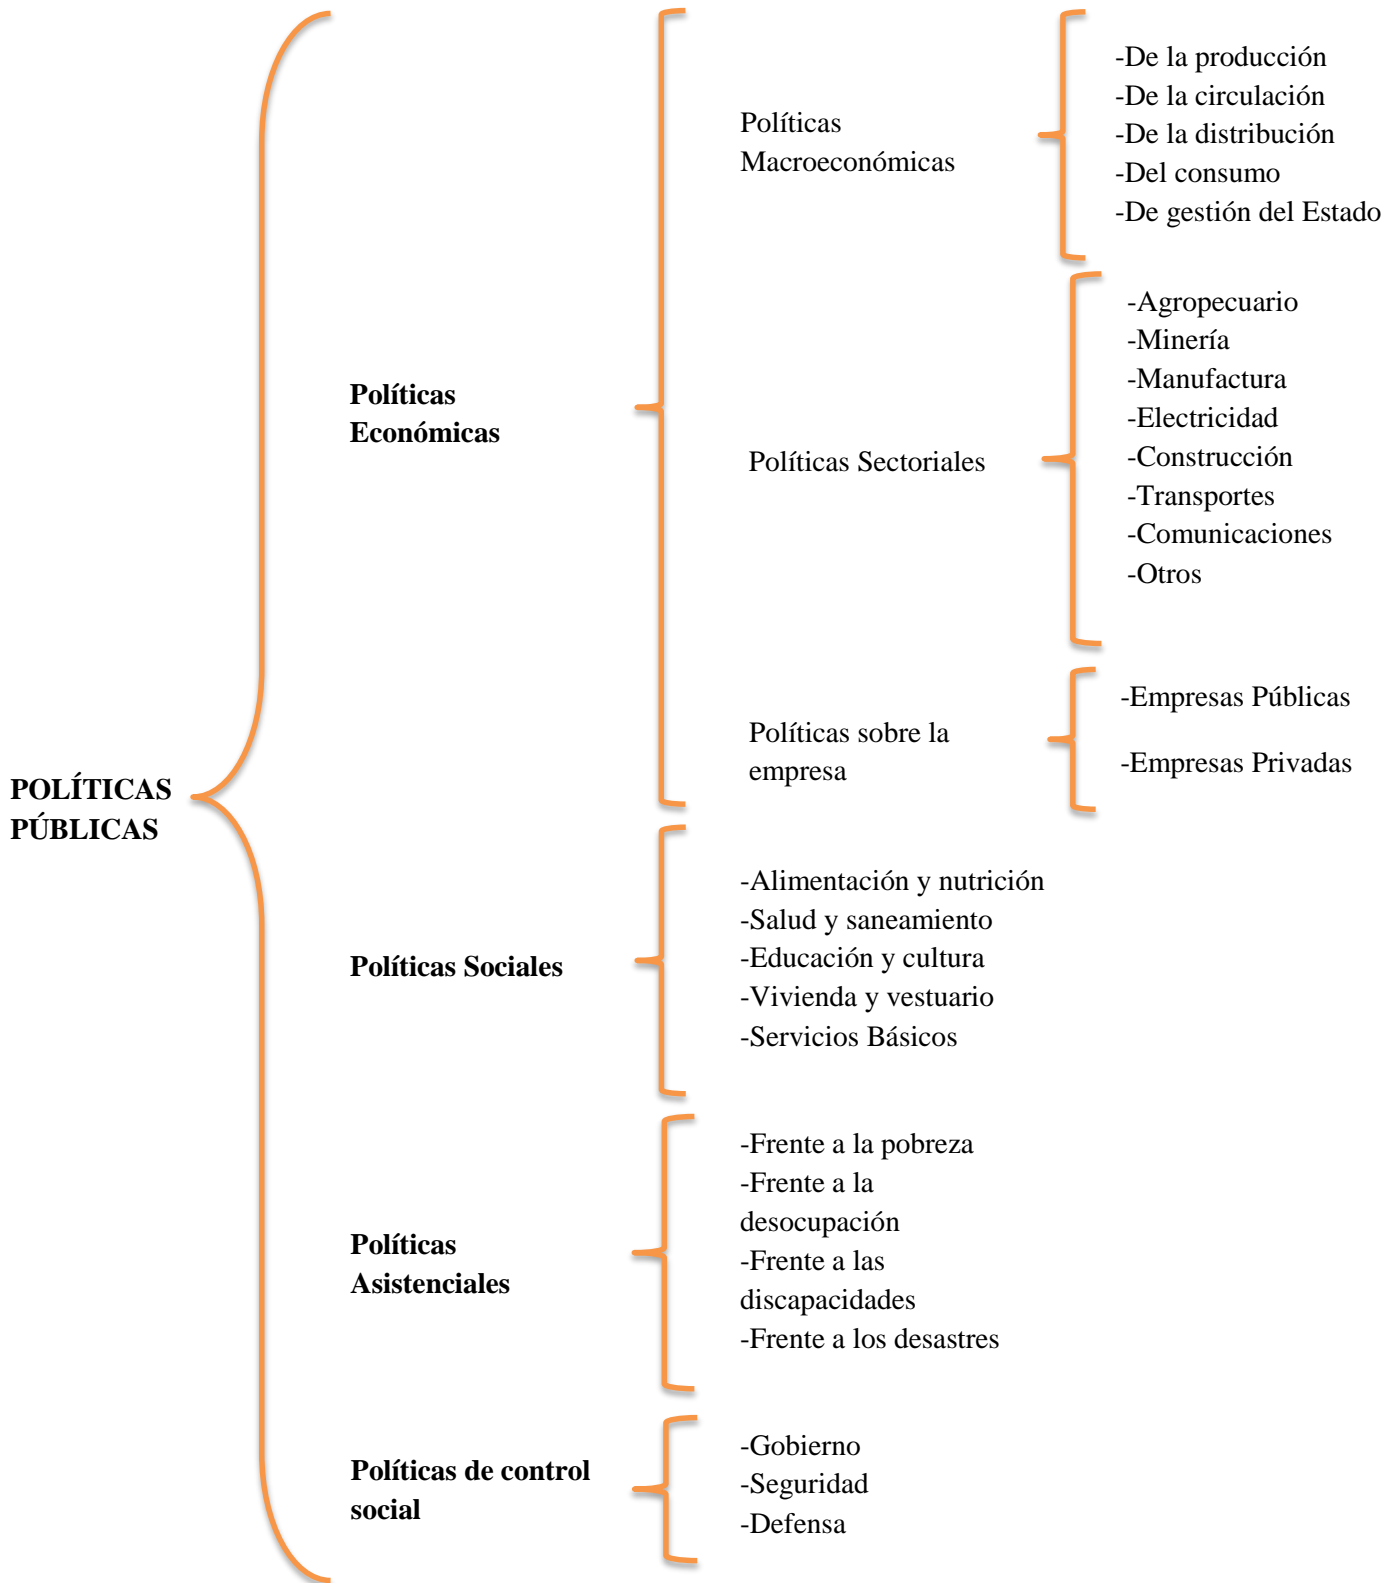 POLÍTICAS
PÚBLICAS
Políticas
Económicas
Políticas
Macroeconómicas
-De la producción
-De la circulación
-De la distribución
-Del consumo
-De gestión del Estado
Políticas Sectoriales
-Agropecuario
-Minería
-Manufactura
-Electricidad
-Construcción
-Transportes
-Comunicaciones
-Otros
Políticas sobre la
empresa
-Empresas Públicas
-Empresas Privadas
Políticas Sociales
-Alimentación y nutrición
-Salud y saneamiento
-Educación y cultura
-Vivienda y vestuario
-Servicios Básicos
Políticas
Asistenciales
-Frente a la pobreza
-Frente a la
desocupación
-Frente a las
discapacidades
-Frente a los desastres
Políticas de control
social
-Gobierno
-Seguridad
-Defensa